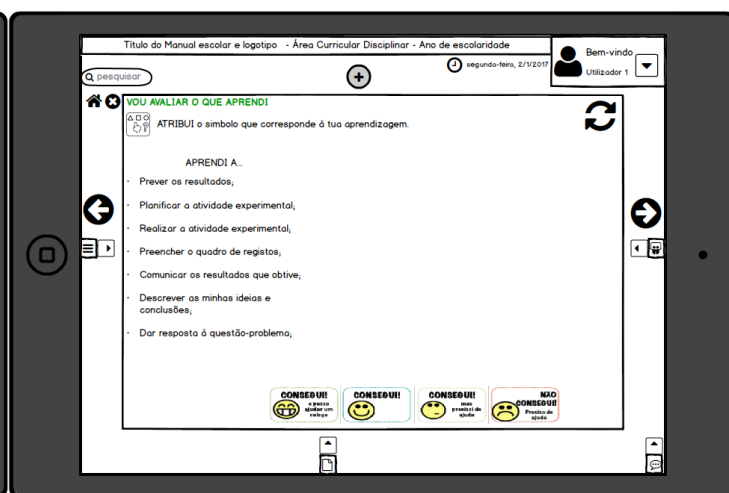 Título do Manual escolar e logotipo - Área Curricular Disciplinar - Ano de escolaridade
Bem-vindo
segunda-feira, 2/1/2017
Utilizador 1
pesquisar
VOU AVALIAR O QUE APRENDI
ATRIBUI o símbolo que corresponde à tua aprendizagem.
APRENDI A...
- Prever os resultados;
- Planificar a atividade experimental;
- Realizar a atividade experimental;
- Preencher o quadro de registos;
- Comunicar os resultados que obtive;
- Descrever as minhas ideias e
conclusões;
- Dar resposta à questão-problema;
CONSEGUI!
e posso
ajudar um
colega
CONSEGUI!
CONSEGUI!
mas
precisei de
ajuda
NÃO
CONSEGUI!
Preciso de
ajuda